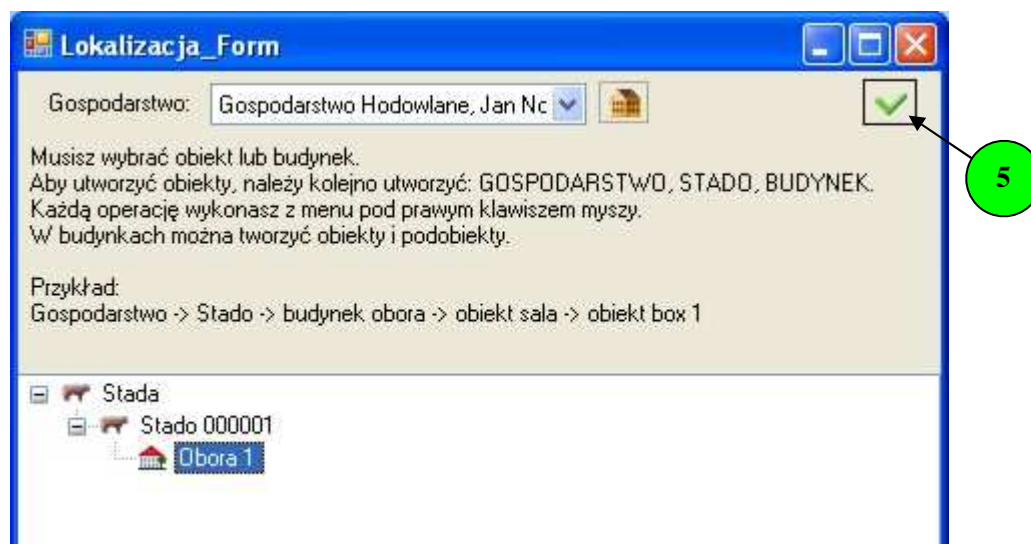 Lokalizacja_Form
Gospodarstwo: Gospodarstwo Hodowlane, Jan Nc
Musisz wybrać obiekt lub budynek.
Aby utworzyć obiekty, należy kolejno utworzyć: GOSPODARSTWO, STADO, BUDYNEK.
Każdą operację wykonasz z menu pod prawym klawiszem myszy.
W budynkach można tworzyć obiekty i podobiekty.
Przykład:
Gospodarstwo -> Stado -> budynek obora -> obiekt sala -> obiekt box 1
Stada
Stado 000001
Obora 1
5